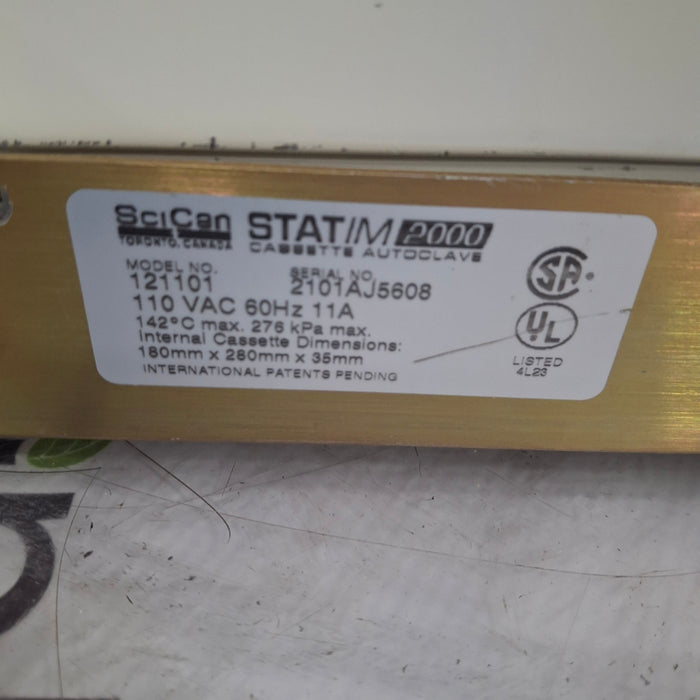 SciCan STATIM 2000
TORONTO, CANADA CASSETTE AUTOCLAVE
MODEL NO. SERIAL NO.
121101 2101AJ5608
110 VAC 60Hz 11A
142°C max. 276 kPa max.
Internal Cassette Dimensions:
180mm x 280mm x 35mm
INTERNATIONAL PATENTS PENDING
SA
UL
LISTED
4L23